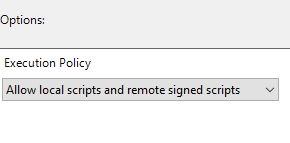 Options:
Execution Policy
Allow local scripts and remote signed scripts